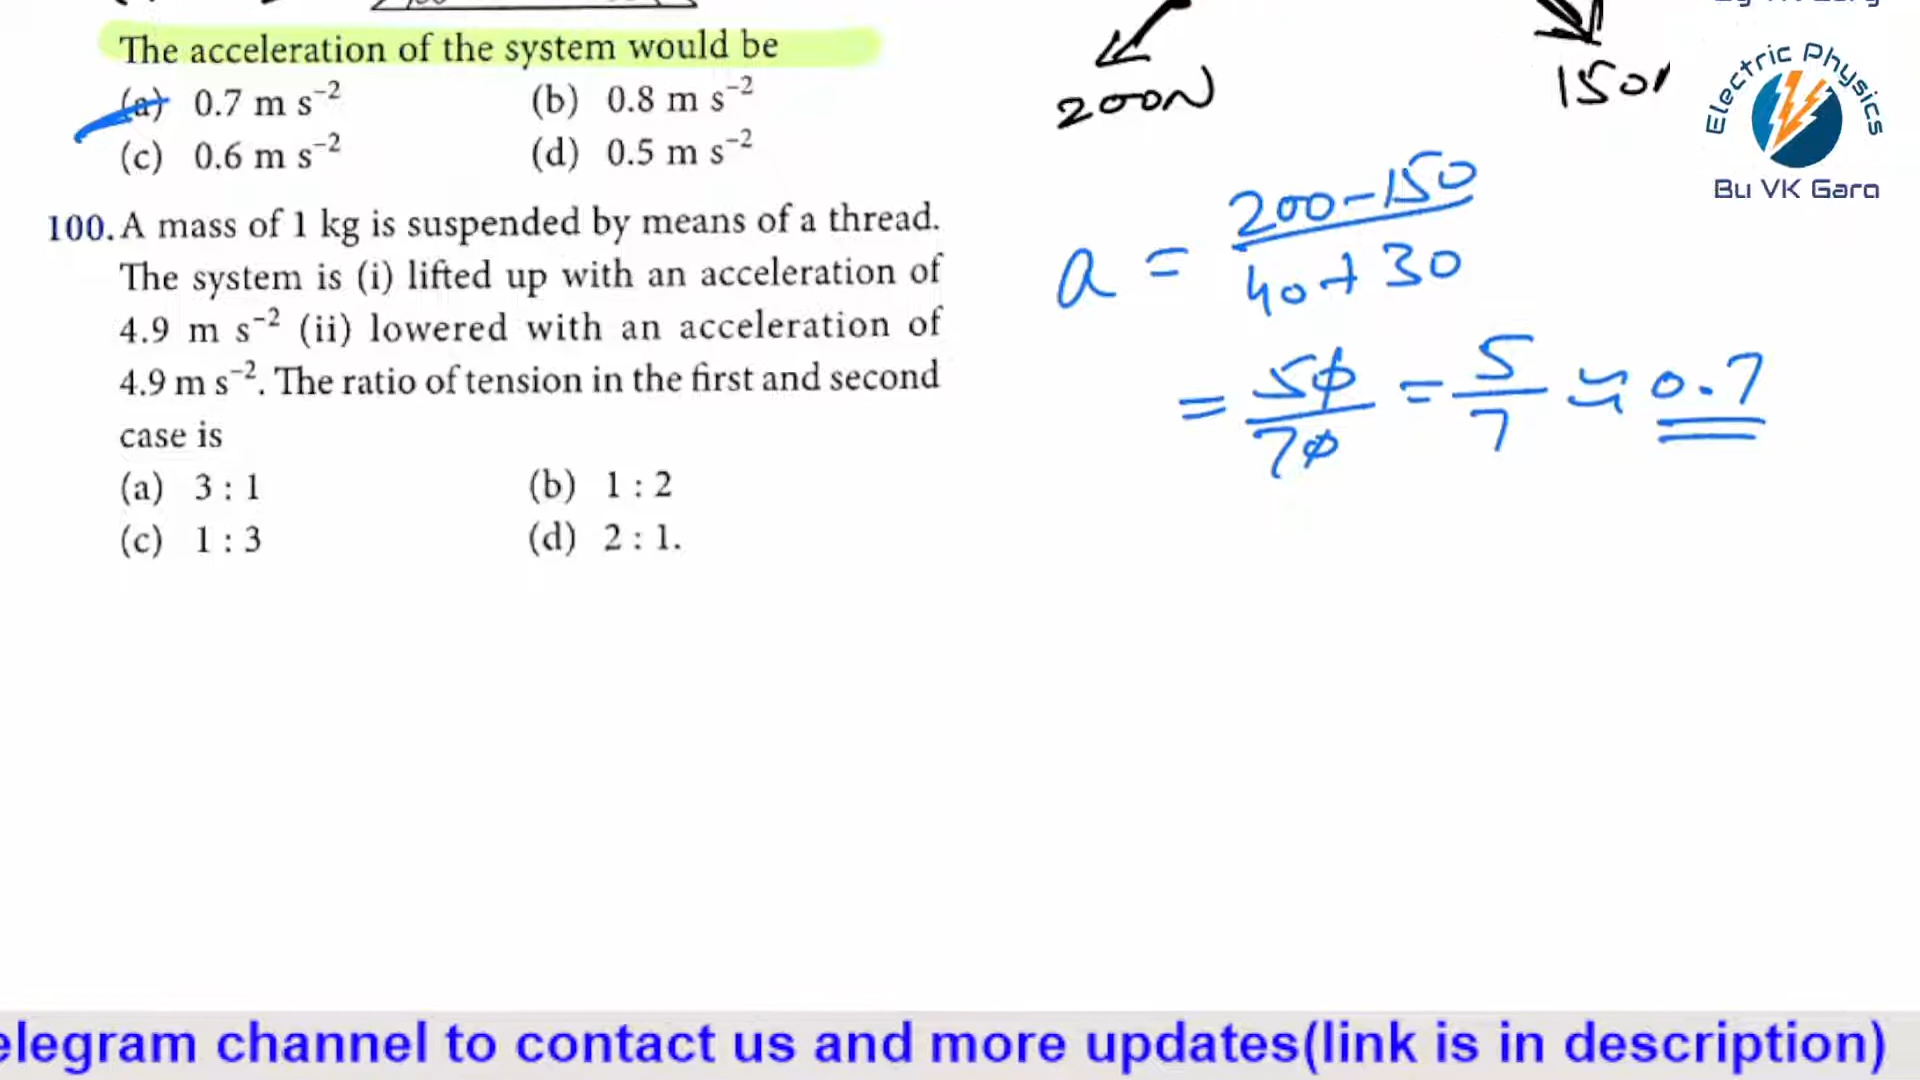 The acceleration of the system would be
(a) 0.7 m s⁻² (b) 0.8 m s⁻²
(c) 0.6 m s⁻² (d) 0.5 m s⁻²
100. A mass of 1 kg is suspended by means of a thread.
The system is (i) lifted up with an acceleration of
4.9 m s⁻² (ii) lowered with an acceleration of
4.9 m s⁻². The ratio of tension in the first and second
case is
(a) 3 : 1 (b) 1 : 2
(c) 1 : 3 (d) 2 : 1.
200N
150
a = 200-150 / 40+30
= 50/70 = 5/7 ≈ 0.7
Electric Physics
By VK Garg
elegram channel to contact us and more updates(link is in description)